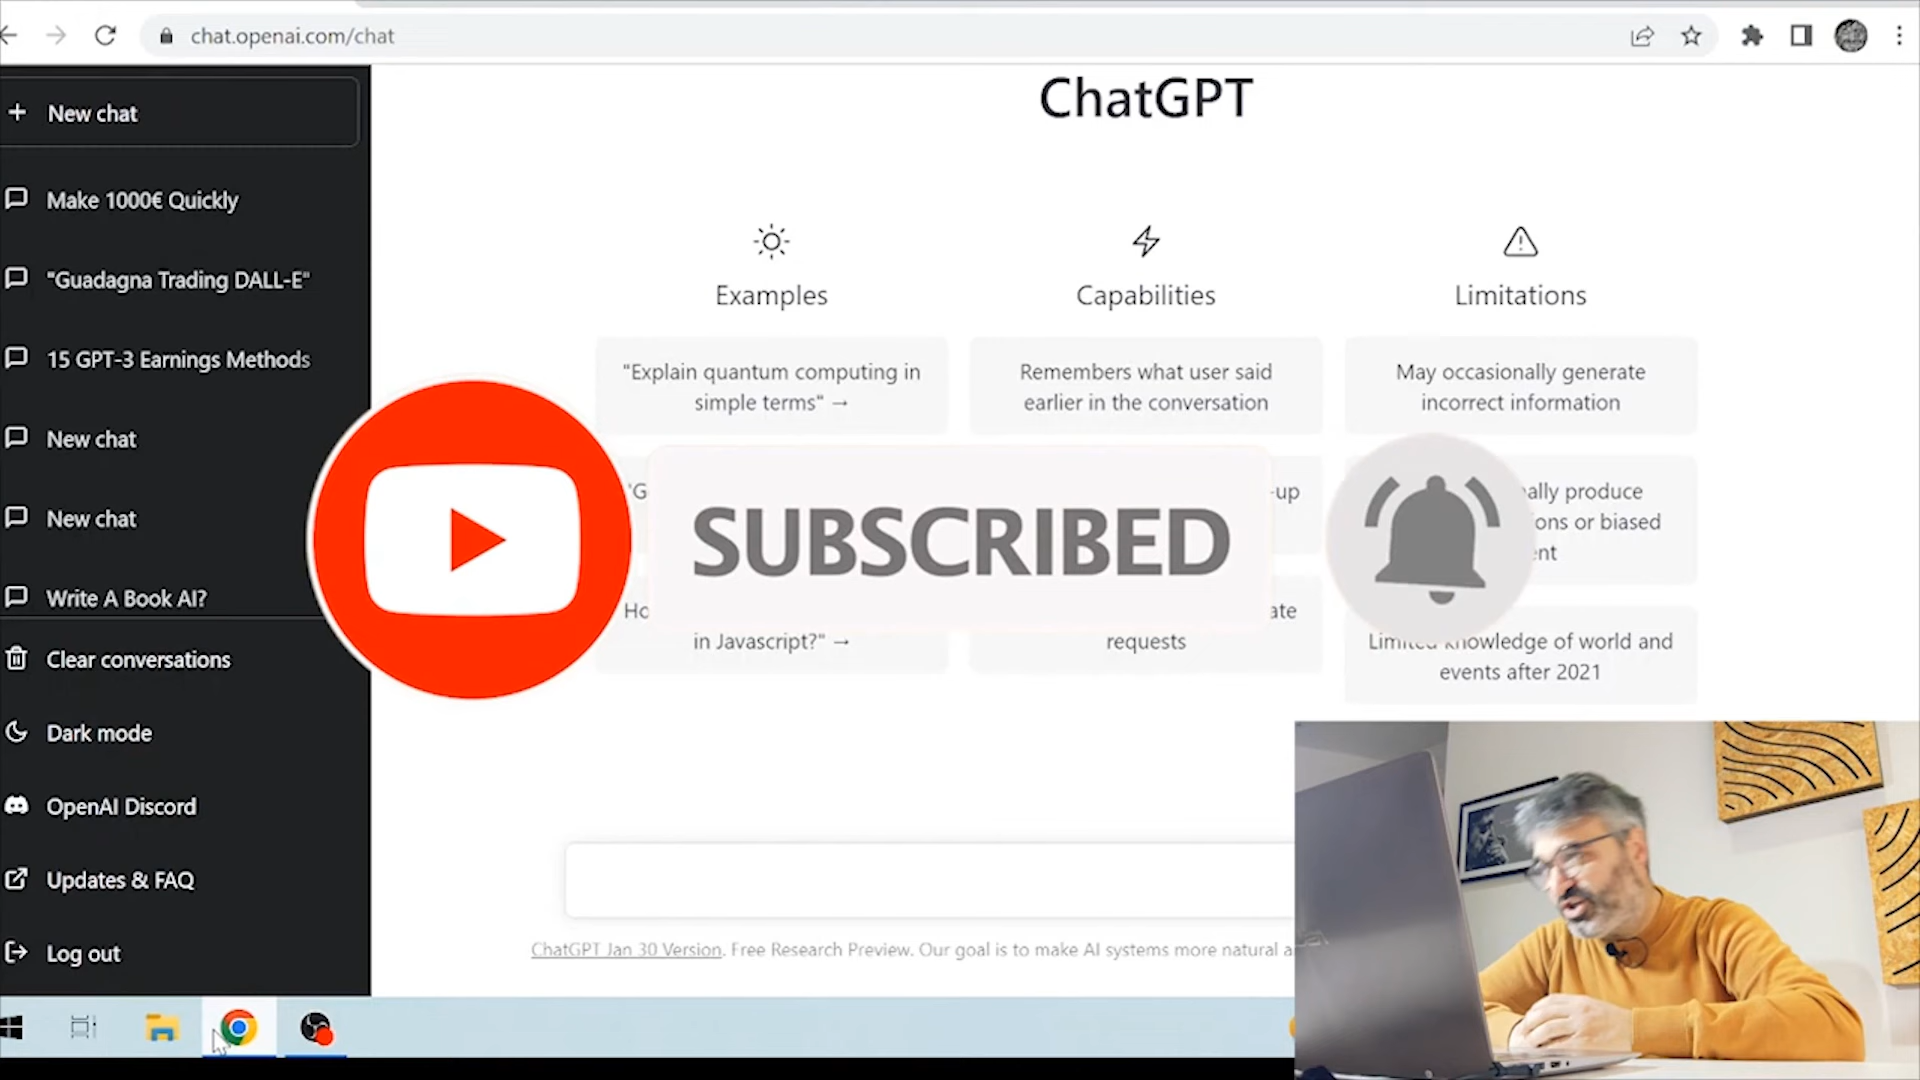 chat.openai.com/chat
New chat
Make 1000€ Quickly
"Guadagna Trading DALL-E"
15 GPT-3 Earnings Methods
New chat
New chat
Write A Book AI?
Clear conversations
Dark mode
OpenAI Discord
Updates & FAQ
Log out
ChatGPT
Examples
"Explain quantum computing in
simple terms" →
in Javascript?" →
Capabilities
Remembers what user said
earlier in the conversation
-up
requests
Limitations
May occasionally generate
incorrect information
produce
or biased
Limited knowledge of world and
events after 2021
SUBSCRIBED
ChatGPT Jan 30 Version. Free Research Preview. Our goal is to make AI systems more natural a